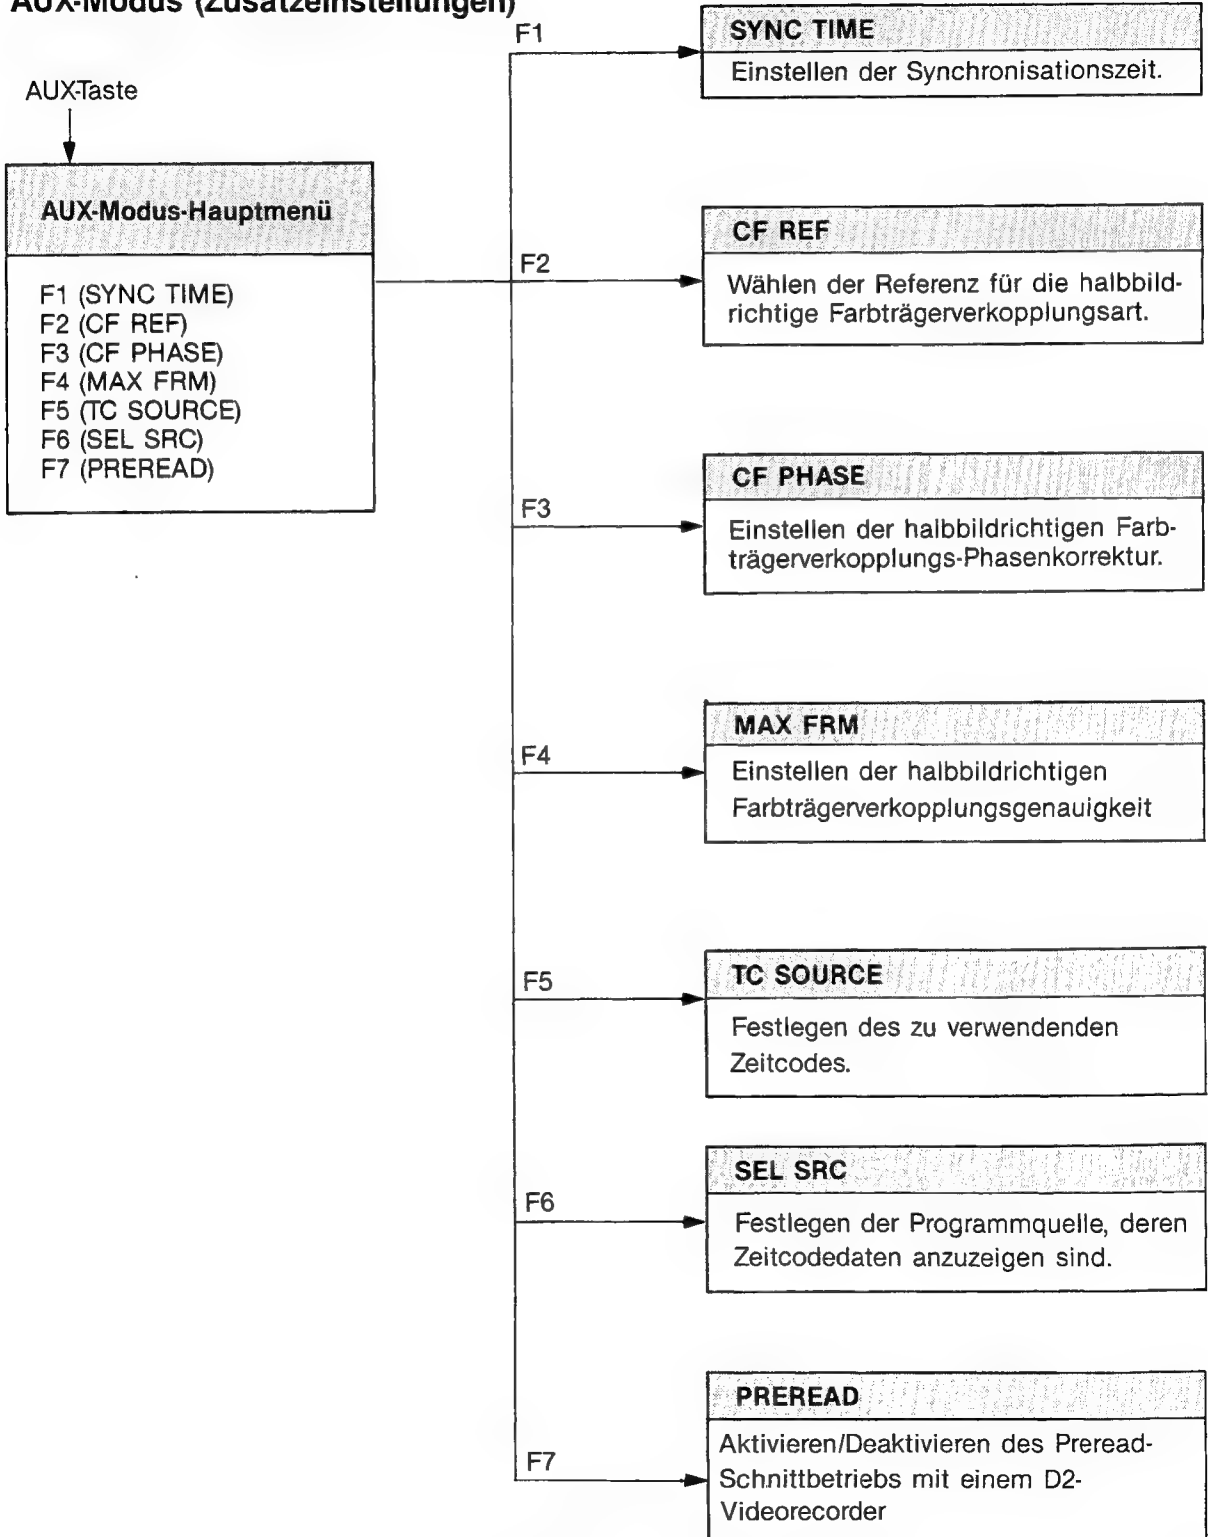 AUX-Modus (Zusatzeinstellungen)
AUX-Taste
AUX-Modus-Hauptmenü
F1 (SYNC TIME)
F2 (CF REF)
F3 (CF PHASE)
F4 (MAX FRM)
F5 (TC SOURCE)
F6 (SEL SRC)
F7 (PREREAD)
F1
SYNC TIME
Einstellen der Synchronisationszeit.
F2
CF REF
Wählen der Referenz für die halbbild-
richtige Farbträgerverkopplungsart.
F3
CF PHASE
Einstellen der halbbildrichtigen Farb-
trägerverkopplungs-Phasenkorrektur.
F4
MAX FRM
Einstellen der halbbildrichtigen
Farbträgerverkopplungsgenauigkeit
F5
TC SOURCE
Festlegen des zu verwendenden
Zeitcodes.
F6
SEL SRC
Festlegen der Programmquelle, deren
Zeitcodedaten anzuzeigen sind.
F7
PREREAD
Aktivieren/Deaktivieren des Preread-
Schnittbetriebs mit einem D2-
Videorecorder